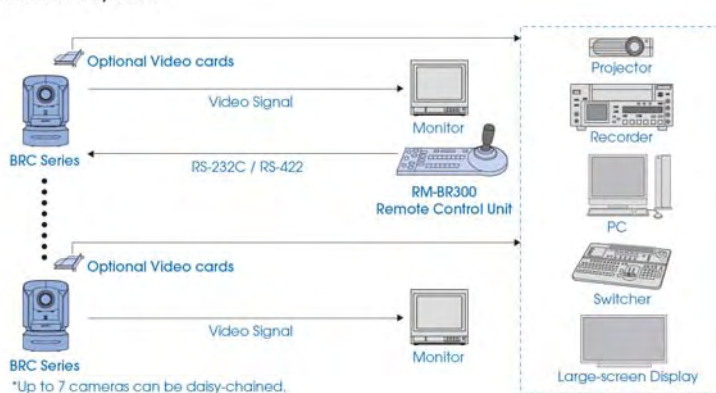 Optional Video cards
Projector
Video Signal
Monitor
Recorder
BRC Series
RS-232C / RS-422
RM-BR300
Remote Control Unit
PC
Optional Video cards
Switcher
Video Signal
BRC Series
Monitor
Large-screen Display
*Up to 7 cameras can be daisy-chained.